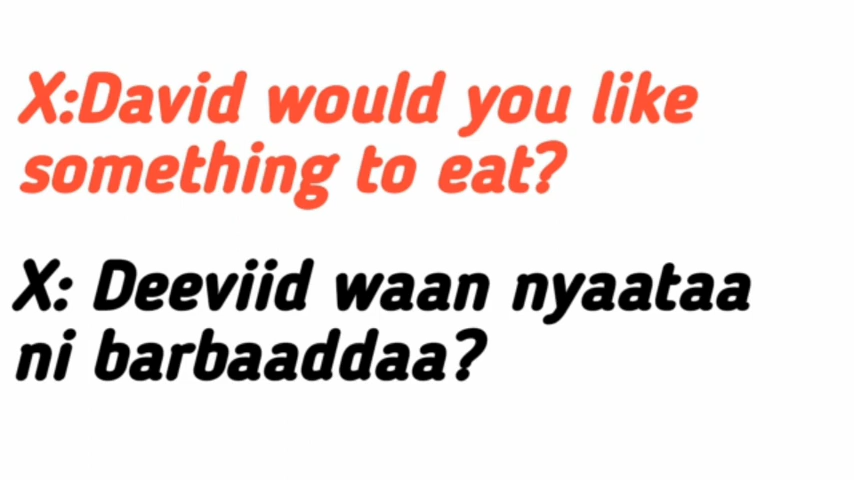 X:David would you like
something to eat?
X: Deeviid waan nyaataa
ni barbaaddaa?